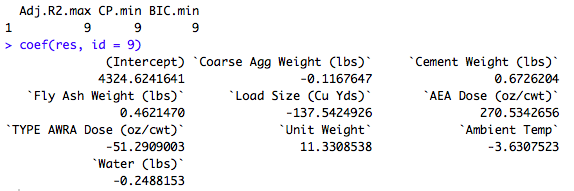 Adj.R2.max CP.min BIC.min
1 9 9 9
> coef(res, id = 9)
(Intercept) `Coarse Agg Weight (lbs)` `Cement Weight (lbs)`
4324.6241641 -0.1167647 0.6726204
`Fly Ash Weight (lbs)` `Load Size (Cu Yds)` `AEA Dose (oz/cwt)`
0.4621470 -137.5424926 270.5342656
`TYPE AWRA Dose (oz/cwt)` `Unit Weight` `Ambient Temp`
-51.2909003 11.3308538 -3.6307523
`Water (lbs)`
-0.2488153